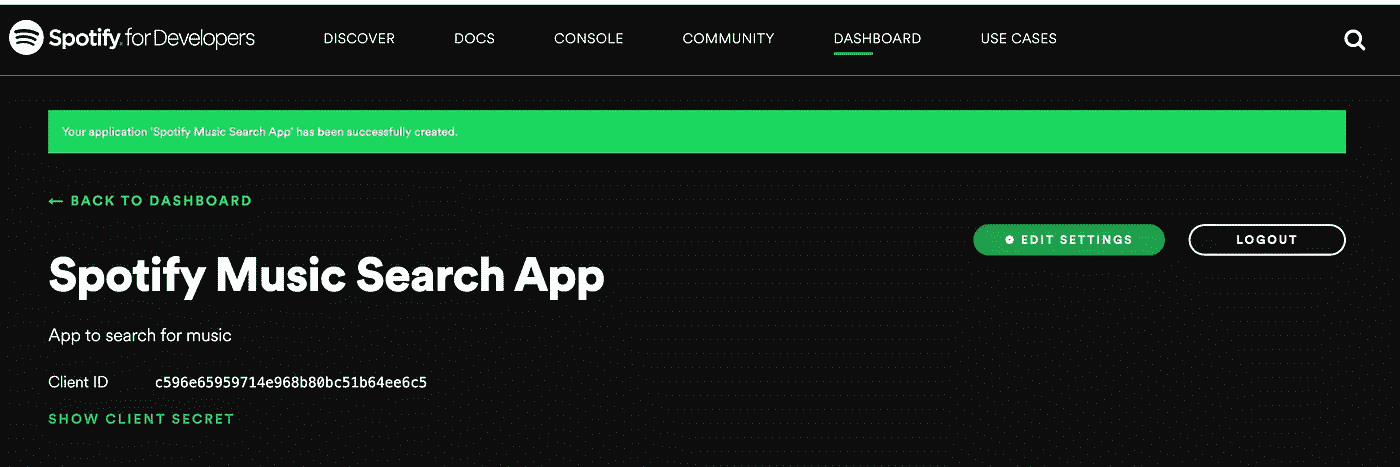 Spotify for Developers DISCOVER DOCS CONSOLE COMMUNITY DASHBOARD USE CASES
Your application 'Spotify Music Search App' has been successfully created.
← BACK TO DASHBOARD
EDIT SETTINGS LOGOUT
Spotify Music Search App
App to search for music
Client ID c596e65959714e968b80bc51b64ee6c5
SHOW CLIENT SECRET